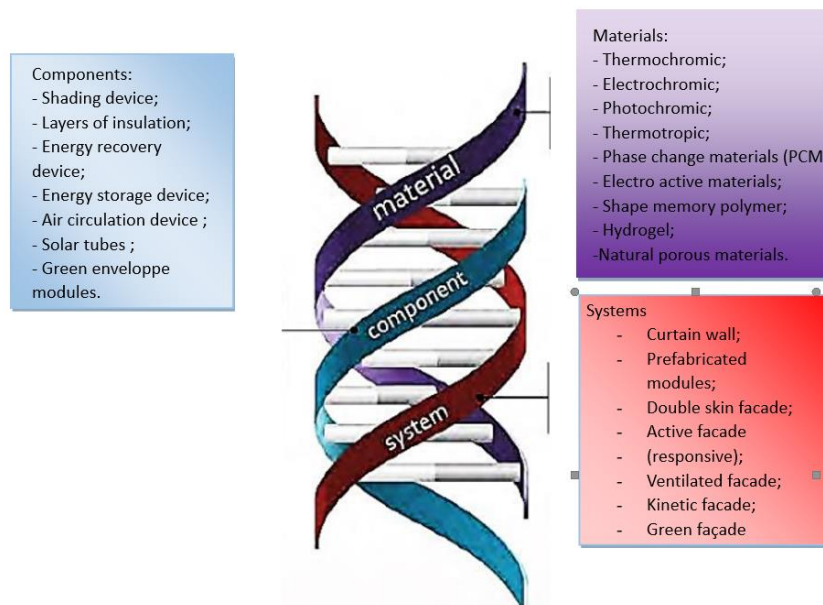 Components:
- Shading device;
- Layers of insulation;
- Energy recovery
device;
- Energy storage device;
- Air circulation device ;
- Solar tubes ;
- Green enveloppe
modules.
material
component
system
Materials:
- Thermochromic;
- Electrochromic;
- Photochromic;
- Thermotropic;
- Phase change materials (PCM
- Electro active materials;
- Shape memory polymer;
- Hydrogel;
-Natural porous materials.
Systems
- Curtain wall;
- Prefabricated
modules;
- Double skin facade;
- Active facade
- (responsive);
- Ventilated facade;
- Kinetic facade;
- Green façade